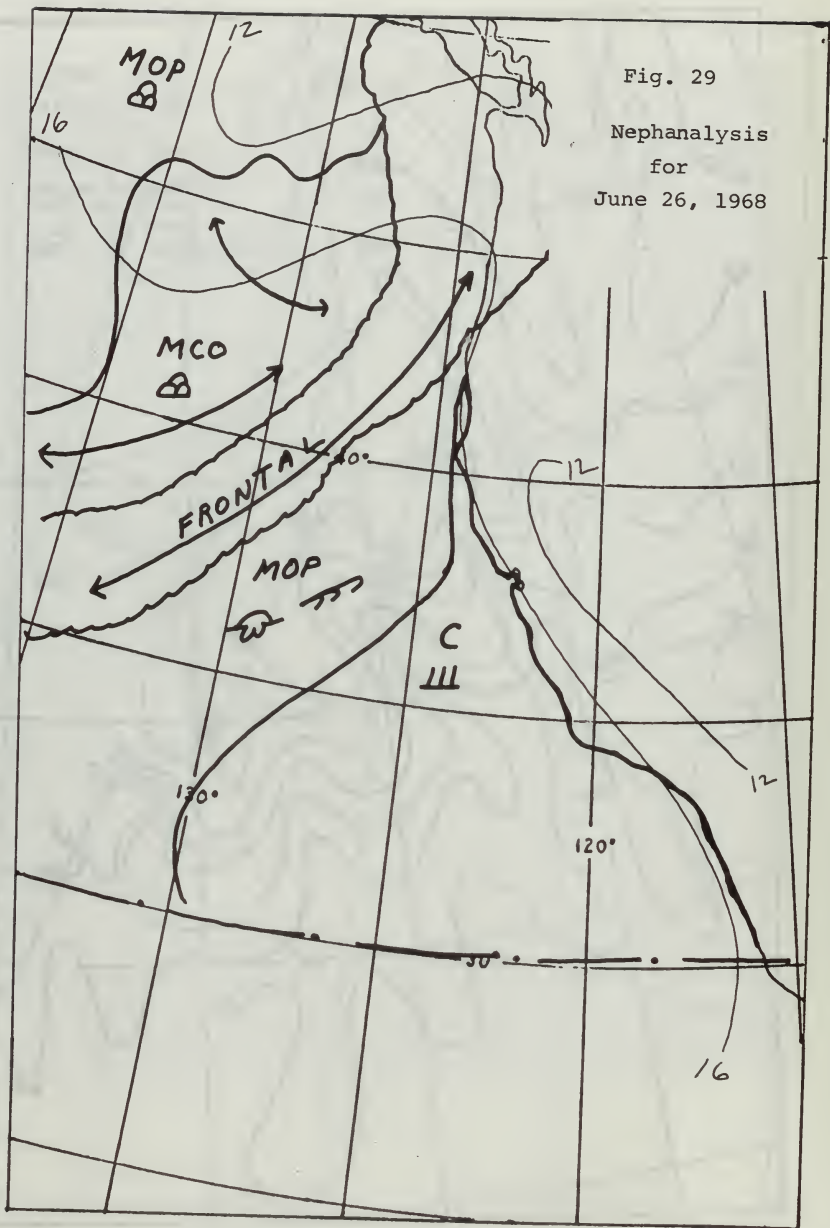 Fig. 29
Nephanalysis
for
June 26, 1968
12
MOP
16
MCO
FRONTAL
40°
12
MOP
C
130°
12
120°
30°
16